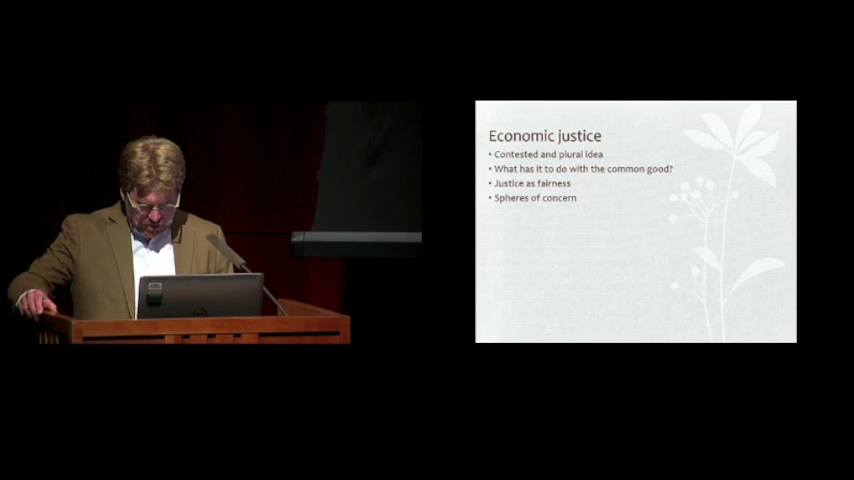 Economic justice
• Contested and plural idea
• What has it to do with the common good?
• Justice as fairness
• Spheres of concern